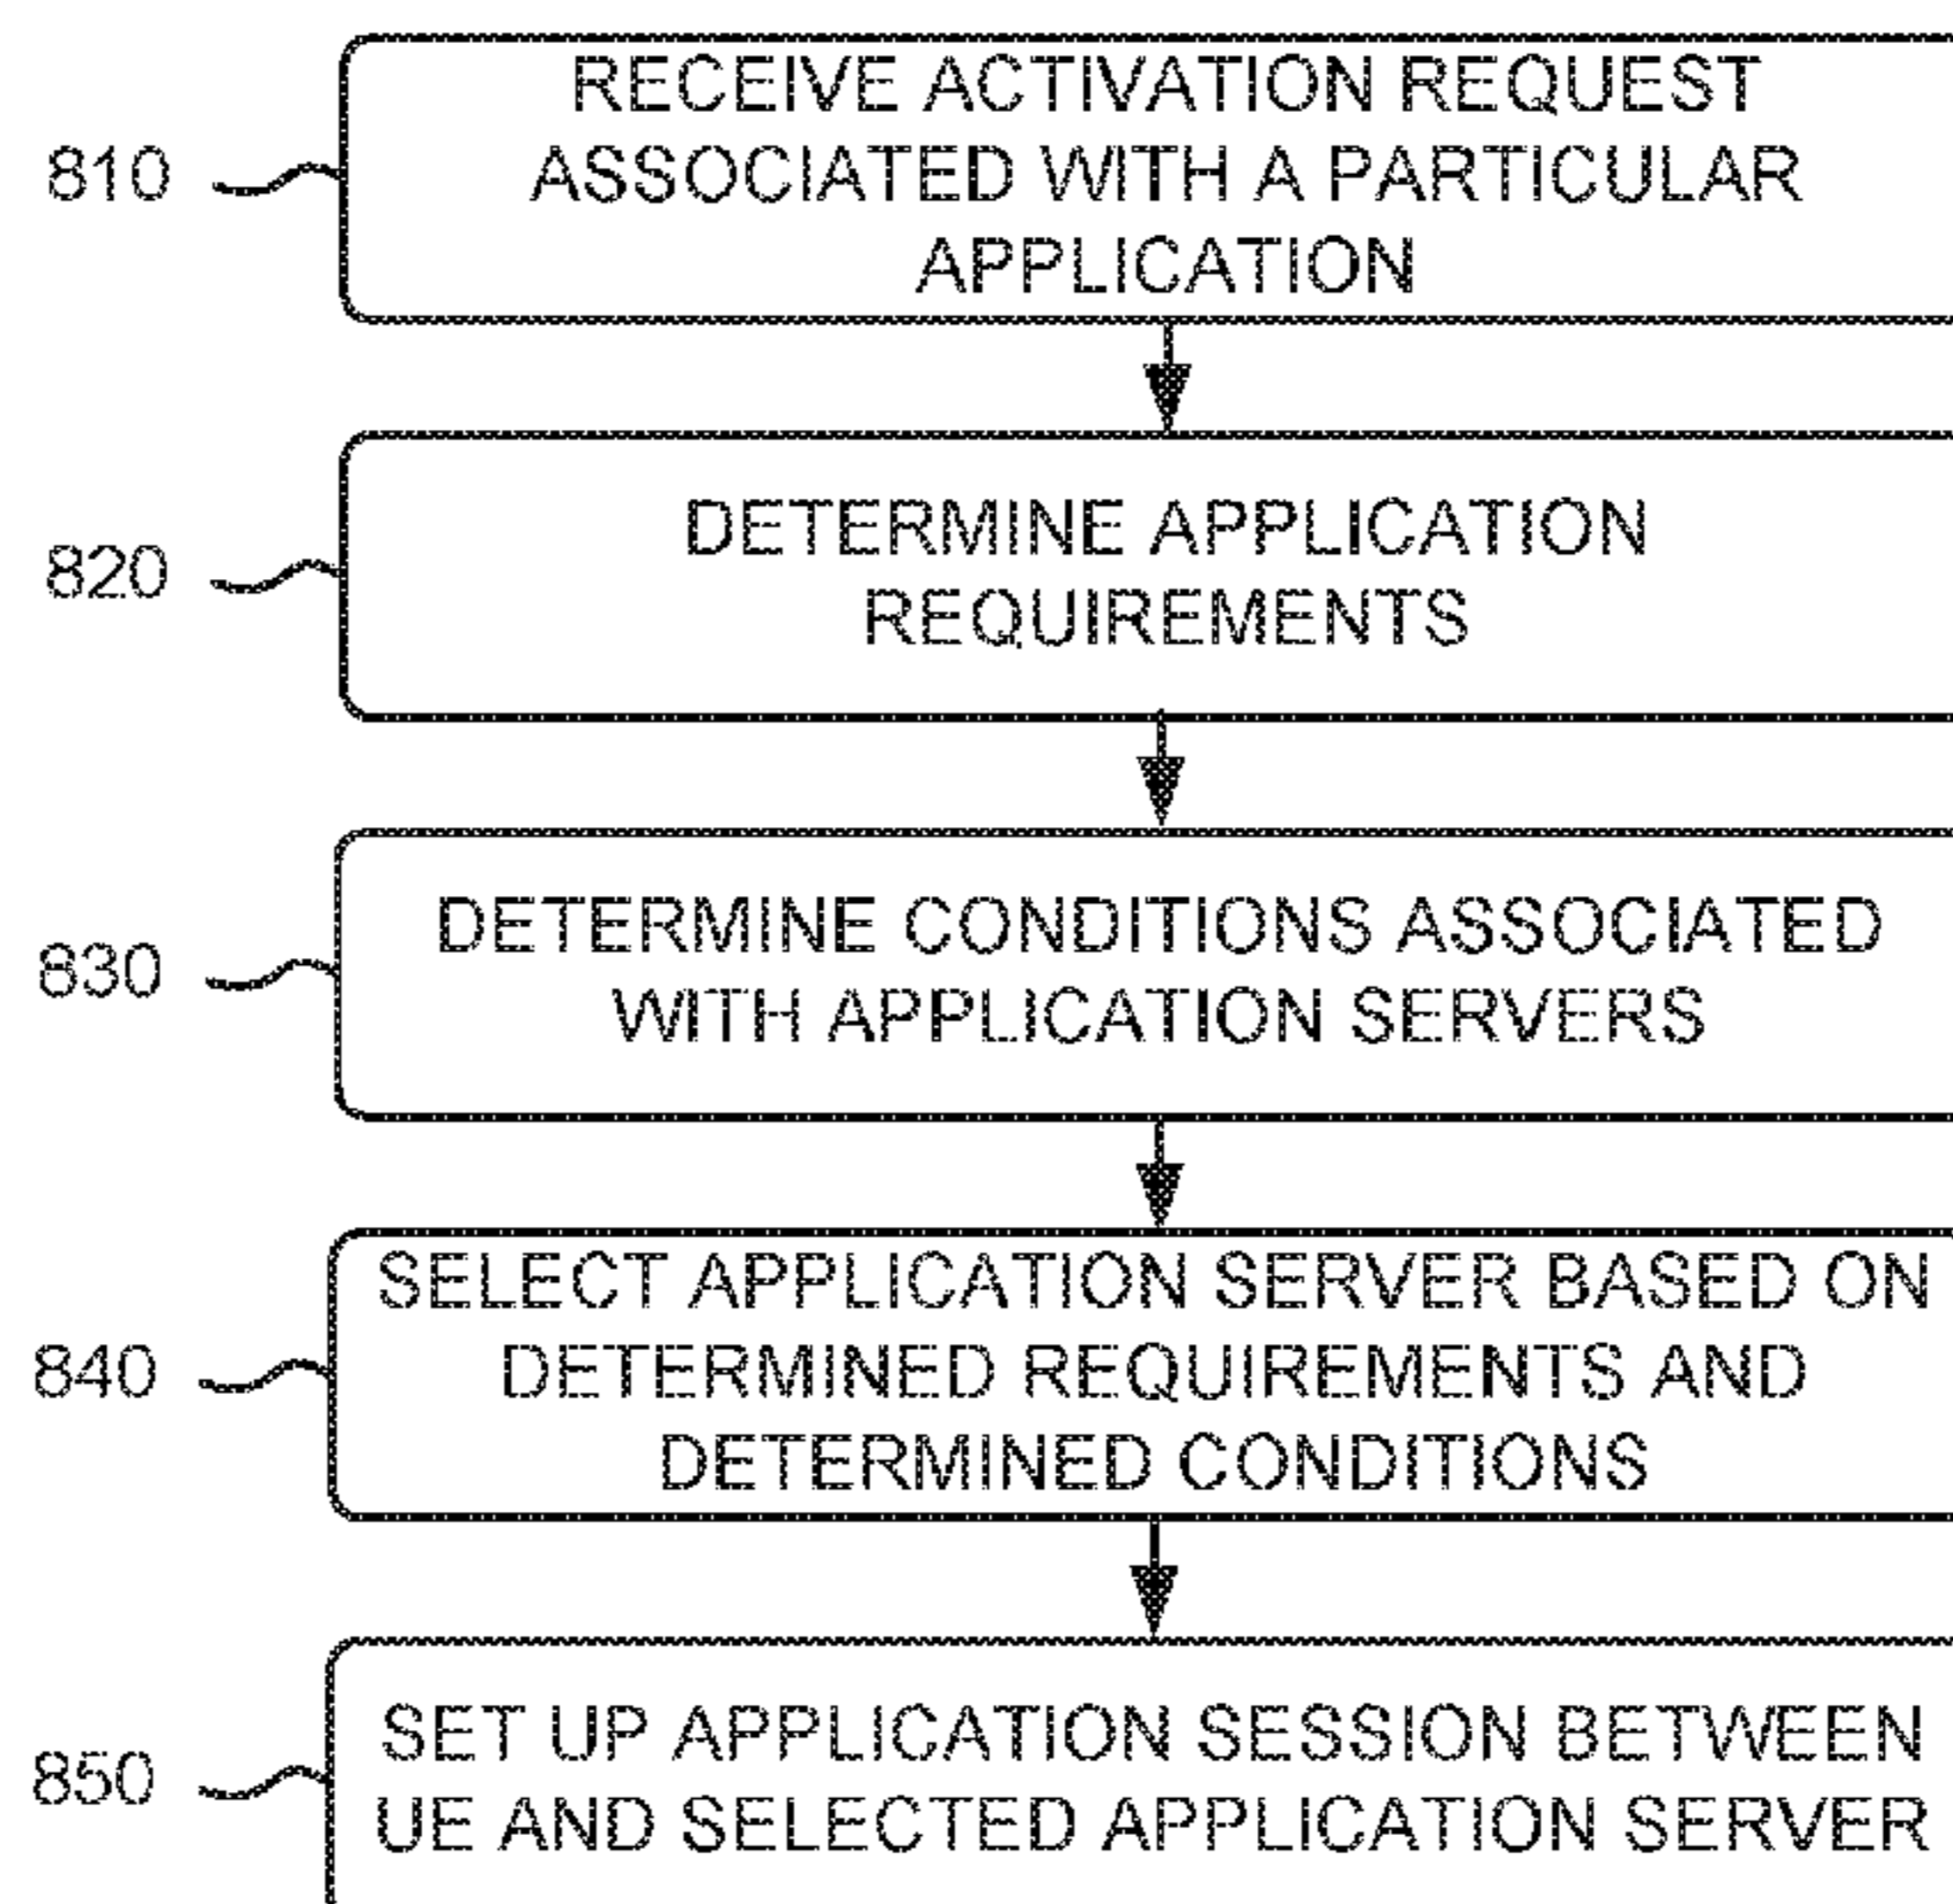 810
RECEIVE ACTIVATION REQUEST
ASSOCIATED WITH A PARTICULAR
APPLICATION
820
DETERMINE APPLICATION
REQUIREMENTS
830
DETERMINE CONDITIONS ASSOCIATED
WITH APPLICATION SERVERS
840
SELECT APPLICATION SERVER BASED ON
DETERMINED REQUIREMENTS AND
DETERMINED CONDITIONS
850
SET UP APPLICATION SESSION BETWEEN
UE AND SELECTED APPLICATION SERVER